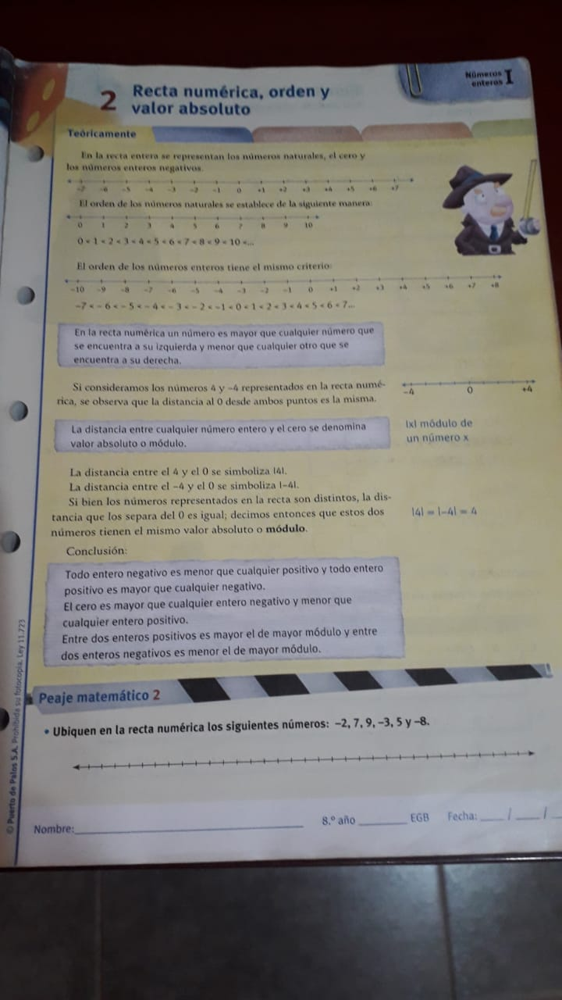 Números
enteros I
2 Recta numérica, orden y
valor absoluto
Teóricamente
En la recta entera se representan los números naturales, el cero y
los números enteros negativos.
-7 -6 -5 -4 -3 -2 -1 0 +1 +2 +3 +4 +5 +6 +7
El orden de los números naturales se establece de la siguiente manera:
0 1 2 3 4 5 6 7 8 9 10
0 < 1 < 2 < 3 < 4 < 5 < 6 < 7 < 8 < 9 < 10 <...
El orden de los números enteros tiene el mismo criterio:
-10 -9 -8 -7 -6 -5 -4 -3 -2 -1 0 +1 +2 +3 +4 +5 +6 +7 +8
-7 < -6 < -5 < -4 < -3 < -2 < -1 < 0 < 1 < 2 < 3 < 4 < 5 < 6 < 7...
En la recta numérica un número es mayor que cualquier número que
se encuentra a su izquierda y menor que cualquier otro que se
encuentra a su derecha.
Si consideramos los números 4 y -4 representados en la recta numé-
rica, se observa que la distancia al 0 desde ambos puntos es la misma.
-4 0 +4
La distancia entre cualquier número entero y el cero se denomina
valor absoluto o módulo.
|x| módulo de
un número x
La distancia entre el 4 y el 0 se simboliza |4|.
La distancia entre el -4 y el 0 se simboliza |-4|.
Si bien los números representados en la recta son distintos, la dis-
tancia que los separa del 0 es igual; decimos entonces que estos dos
números tienen el mismo valor absoluto o módulo.
|4| = |-4| = 4
Conclusión:
Todo entero negativo es menor que cualquier positivo y todo entero
positivo es mayor que cualquier negativo.
El cero es mayor que cualquier entero negativo y menor que
cualquier entero positivo.
Entre dos enteros positivos es mayor el de mayor módulo y entre
dos enteros negativos es menor el de mayor módulo.
Peaje matemático 2
• Ubiquen en la recta numérica los siguientes números: -2, 7, 9, -3, 5 y -8.
Nombre:____ 8.º año ____ EGB Fecha: ___ / ___ / __
© Puerto de Palos S.A. Prohibida su fotocopia. Ley 11.723